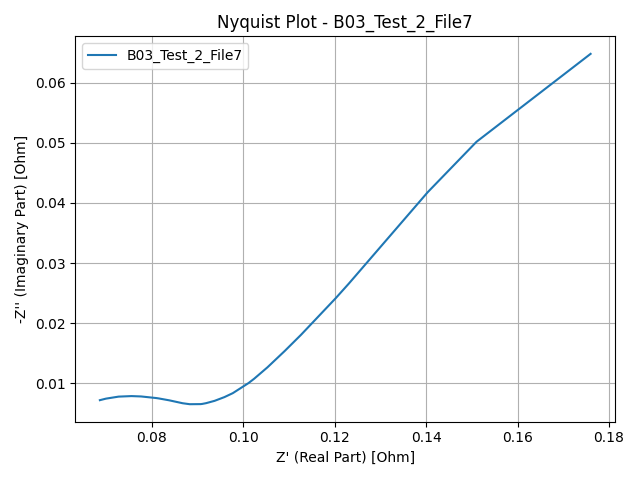 Nyquist Plot - B03_Test_2_File7
B03_Test_2_File7
-Z'' (Imaginary Part) [Ohm]
0.06
0.05
0.04
0.03
0.02
0.01
0.08 0.10 0.12 0.14 0.16 0.18
Z' (Real Part) [Ohm]